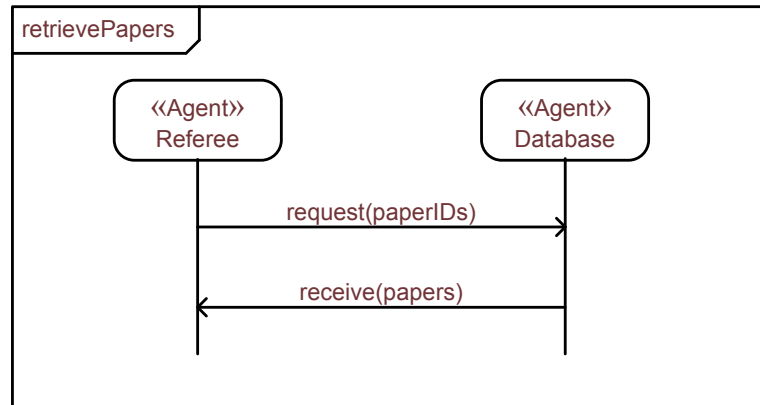 retrievePapers
«Agent»
Referee
«Agent»
Database
request(paperIDs)
receive(papers)